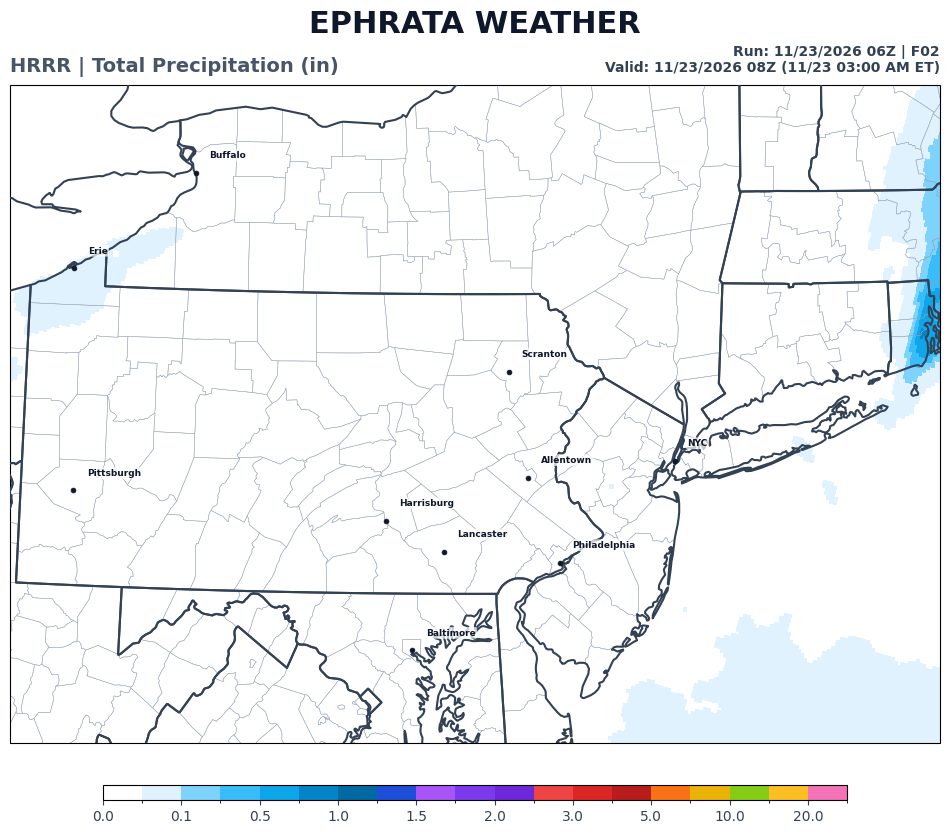 EPHRATA WEATHER
HRRR | Total Precipitation (in)
Run: 11/23/2026 06Z | F02
Valid: 11/23/2026 08Z (11/23 03:00 AM ET)
Buffalo
Erie
Scranton
NYC
Pittsburgh
Allentown
Harrisburg
Lancaster
Philadelphia
Baltimore
0.0 0.1 0.5 1.0 1.5 2.0 3.0 5.0 10.0 20.0